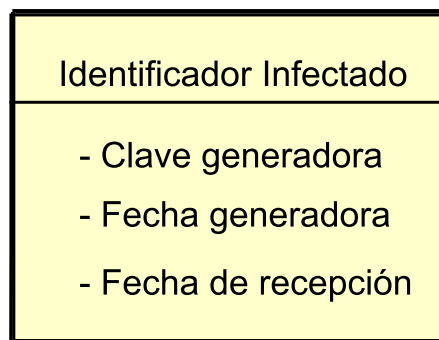 Identificador Infectado
- Clave generadora
- Fecha generadora
- Fecha de recepción